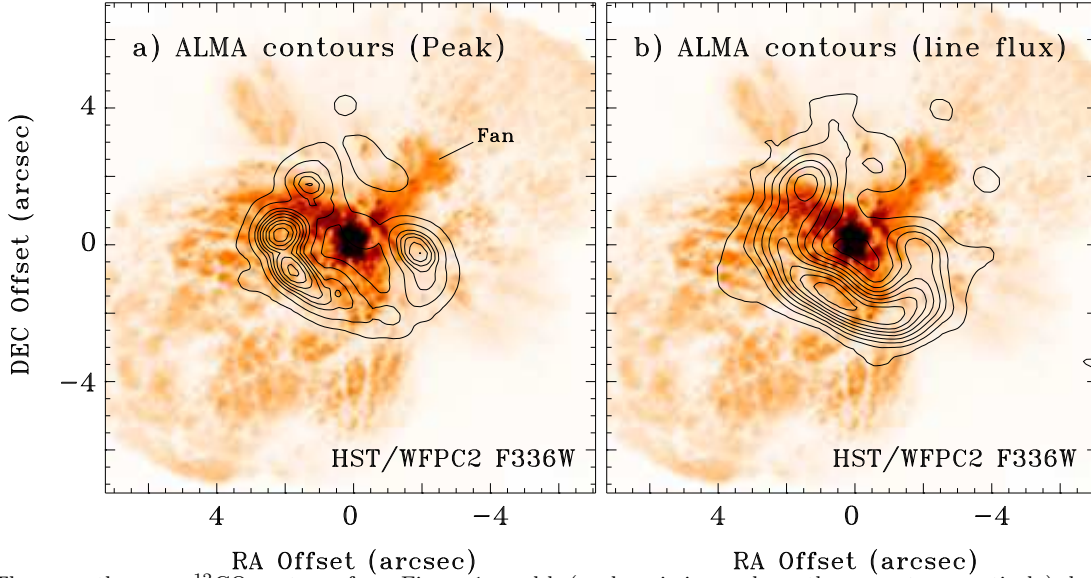 a) ALMA contours (Peak)
b) ALMA contours (line flux)
Fan
HST/WFPC2 F336W
HST/WFPC2 F336W
DEC Offset (arcsec)
4
0
−4
4
0
−4
4
0
−4
RA Offset (arcsec)
RA Offset (arcsec)